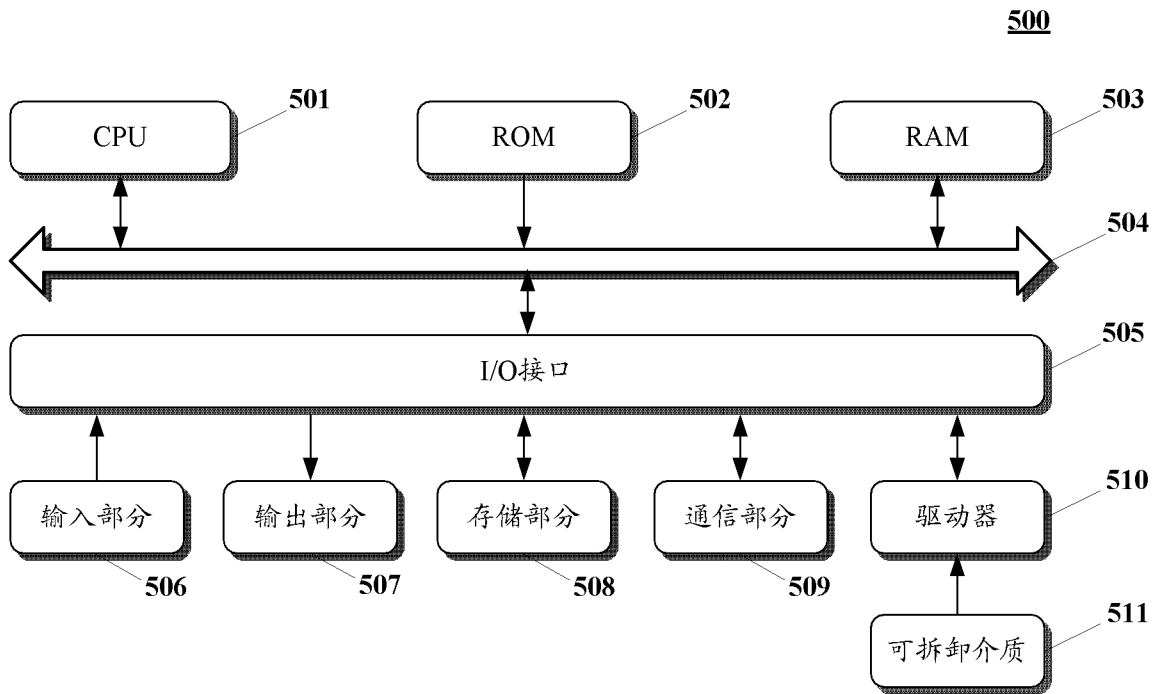 500
CPU
501
ROM
502
RAM
503
504
I/O接口
505
输入部分
506
输出部分
507
存储部分
508
通信部分
509
驱动器
510
可拆卸介质
511